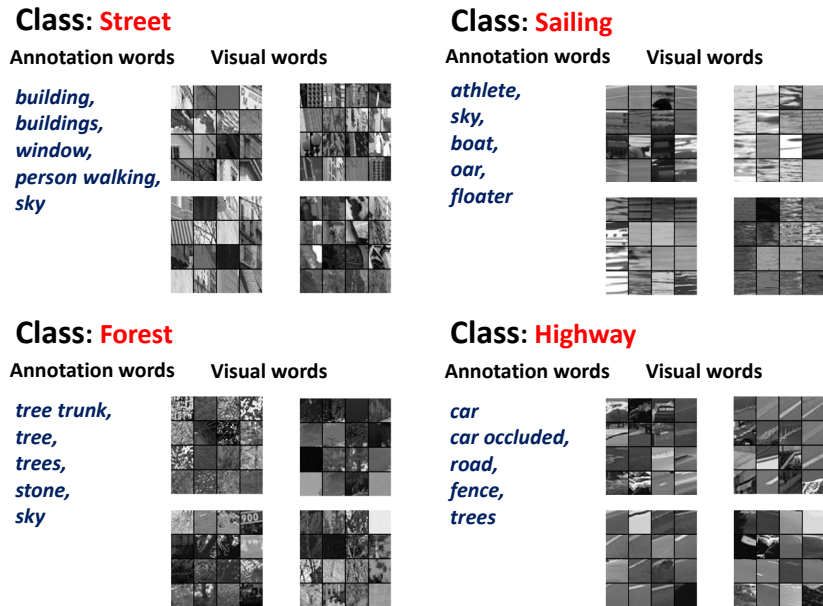 Class: Street
Annotation words Visual words
building,
buildings,
window,
person walking,
sky
Class: Sailing
Annotation words Visual words
athlete,
sky,
boat,
oar,
floater
Class: Forest
Annotation words Visual words
tree trunk,
tree,
trees,
stone,
sky
900
Class: Highway
Annotation words Visual words
car
car occluded,
road,
fence,
trees